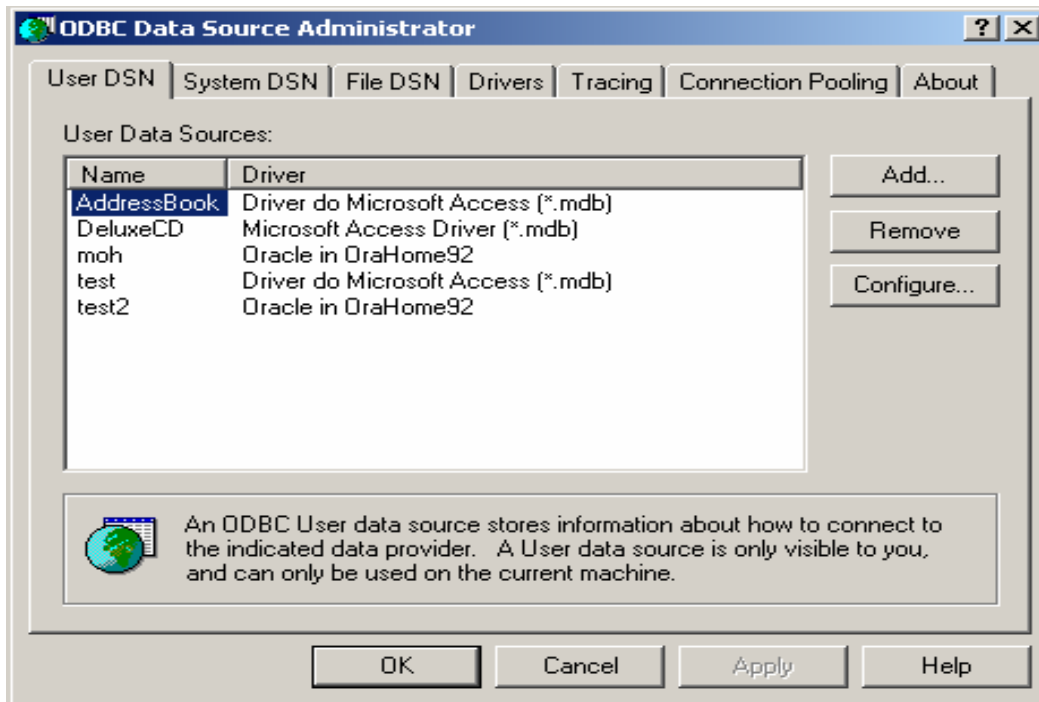 ODBC Data Source Administrator
User DSN System DSN File DSN Drivers Tracing Connection Pooling About
User Data Sources:
Name Driver
AddressBook Driver do Microsoft Access (*.mdb)
DeluxeCD Microsoft Access Driver (*.mdb)
moh Oracle in OraHome92
test Driver do Microsoft Access (*.mdb)
test2 Oracle in OraHome92
Add...
Remove
Configure...
An ODBC User data source stores information about how to connect to
the indicated data provider. A User data source is only visible to you,
and can only be used on the current machine.
OK Cancel Apply Help